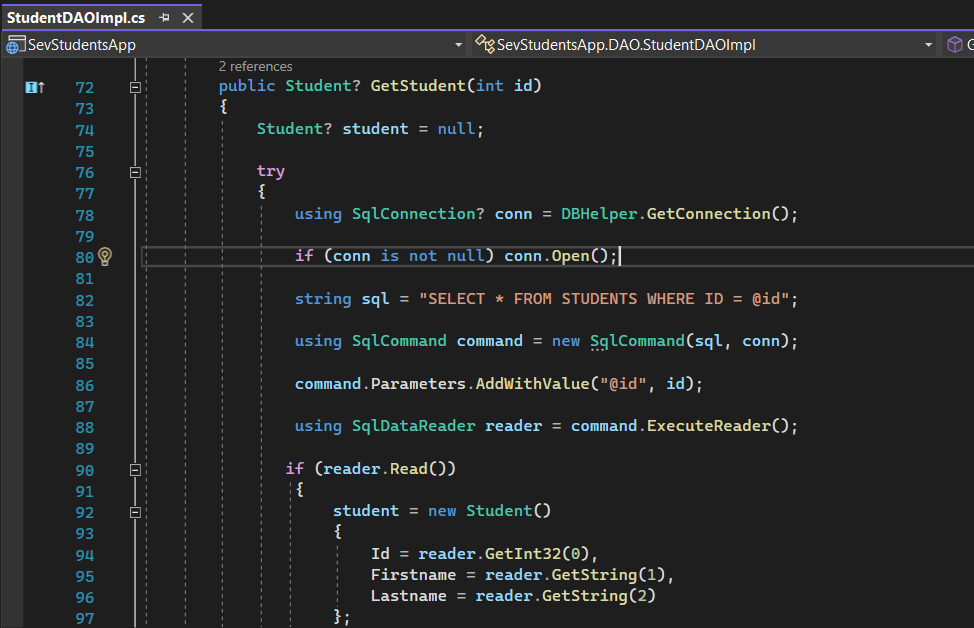 StudentDAOImpl.cs
SevStudentsApp SevStudentsApp.DAO.StudentDAOImpl G
2 references
72 public Student? GetStudent(int id)
73 {
74 Student? student = null;
75
76 try
77 {
78 using SqlConnection? conn = DBHelper.GetConnection();
79
80 if (conn is not null) conn.Open();
81
82 string sql = "SELECT * FROM STUDENTS WHERE ID = @id";
83
84 using SqlCommand command = new SqlCommand(sql, conn);
85
86 command.Parameters.AddWithValue("@id", id);
87
88 using SqlDataReader reader = command.ExecuteReader();
89
90 if (reader.Read())
91 {
92 student = new Student()
93 {
94 Id = reader.GetInt32(0),
95 Firstname = reader.GetString(1),
96 Lastname = reader.GetString(2)
97 };